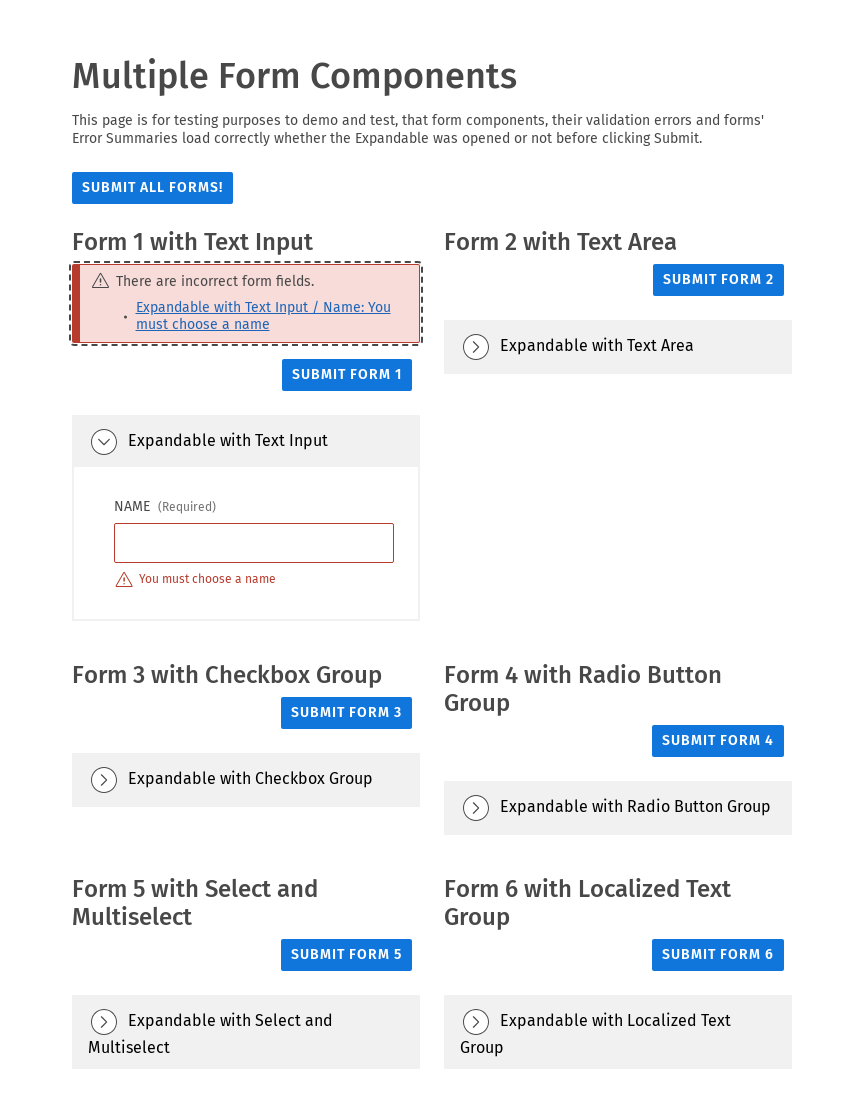 Multiple Form Components
This page is for testing purposes to demo and test, that form components, their validation errors and forms'
Error Summaries load correctly whether the Expandable was opened or not before clicking Submit.
SUBMIT ALL FORMS!
Form 1 with Text Input
There are incorrect form fields.
• Expandable with Text Input / Name: You
must choose a name
SUBMIT FORM 1
Expandable with Text Input
NAME (Required)
You must choose a name
Form 2 with Text Area
SUBMIT FORM 2
Expandable with Text Area
Form 3 with Checkbox Group
SUBMIT FORM 3
Expandable with Checkbox Group
Form 4 with Radio Button
Group
SUBMIT FORM 4
Expandable with Radio Button Group
Form 5 with Select and
Multiselect
SUBMIT FORM 5
Expandable with Select and
Multiselect
Form 6 with Localized Text
Group
SUBMIT FORM 6
Expandable with Localized Text
Group